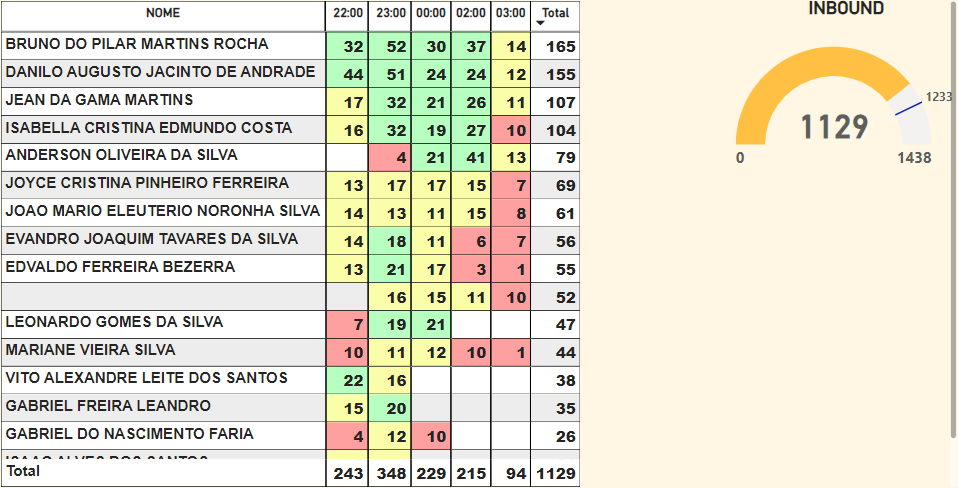 NOME 22:00 23:00 00:00 02:00 03:00 Total
BRUNO DO PILAR MARTINS ROCHA 32 52 30 37 14 165
DANILO AUGUSTO JACINTO DE ANDRADE 44 51 24 24 12 155
JEAN DA GAMA MARTINS 17 32 21 26 11 107
ISABELLA CRISTINA EDMUNDO COSTA 16 32 19 27 10 104
ANDERSON OLIVEIRA DA SILVA 4 21 41 13 79
JOYCE CRISTINA PINHEIRO FERREIRA 13 17 17 15 7 69
JOAO MARIO ELEUTERIO NORONHA SILVA 14 13 11 15 8 61
EVANDRO JOAQUIM TAVARES DA SILVA 14 18 11 6 7 56
EDVALDO FERREIRA BEZERRA 13 21 17 3 1 55
16 15 11 10 52
LEONARDO GOMES DA SILVA 7 19 21 47
MARIANE VIEIRA SILVA 10 11 12 10 1 44
VITO ALEXANDRE LEITE DOS SANTOS 22 16 38
GABRIEL FREIRA LEANDRO 15 20 35
GABRIEL DO NASCIMENTO FARIA 4 12 10 26
Total 243 348 229 215 94 1129
INBOUND
1233
1129
0 1438